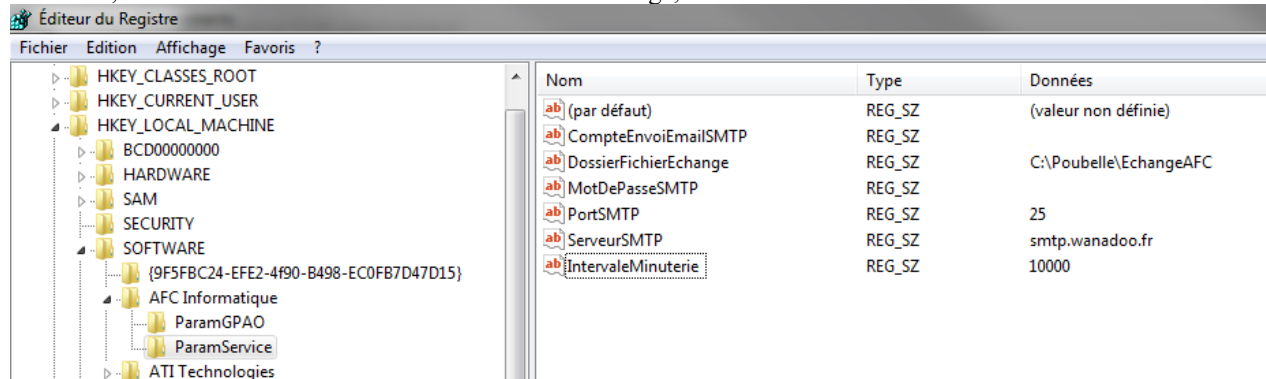 Éditeur du Registre
Fichier Edition Affichage Favoris ?
HKEY_CLASSES_ROOT
HKEY_CURRENT_USER
HKEY_LOCAL_MACHINE
BCD00000000
HARDWARE
SAM
SECURITY
SOFTWARE
{9F5FBC24-EFE2-4f90-B498-EC0FB7D47D15}
AFC Informatique
ParamGPAO
ParamService
ATI Technologies
Nom Type Données
(par défaut) REG_SZ (valeur non définie)
CompteEnvoiEmailSMTP REG_SZ
DossierFichierEchange REG_SZ C:\Poubelle\EchangeAFC
MotDePasseSMTP REG_SZ
PortSMTP REG_SZ 25
ServeurSMTP REG_SZ smtp.wanadoo.fr
IntervaleMinuterie REG_SZ 10000